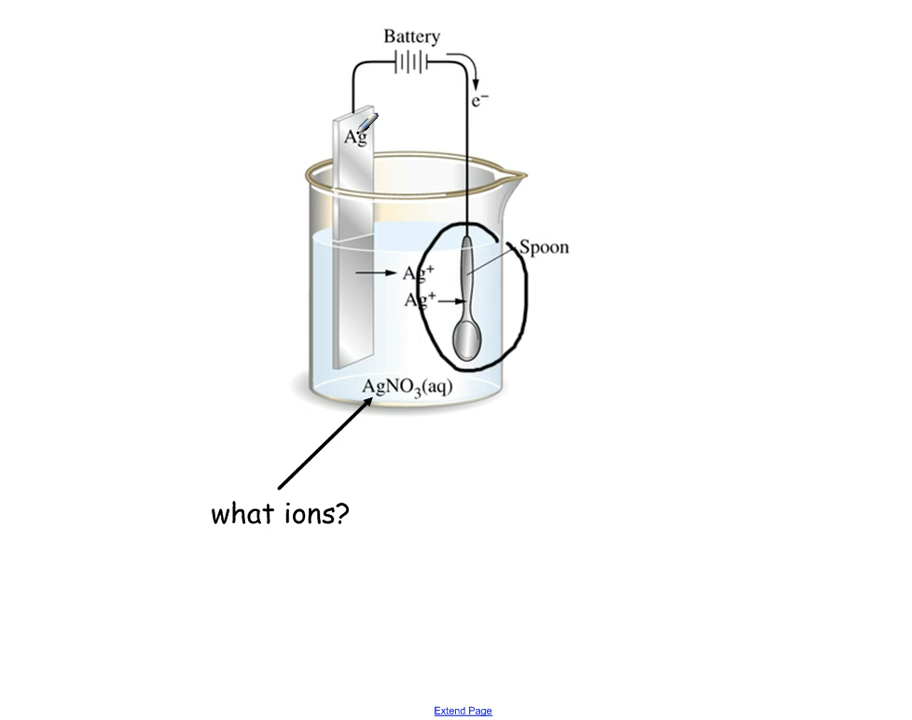 Battery
e⁻
Ag
Spoon
Ag⁺
Ag⁺
AgNO₃(aq)
what ions?
Extend Page